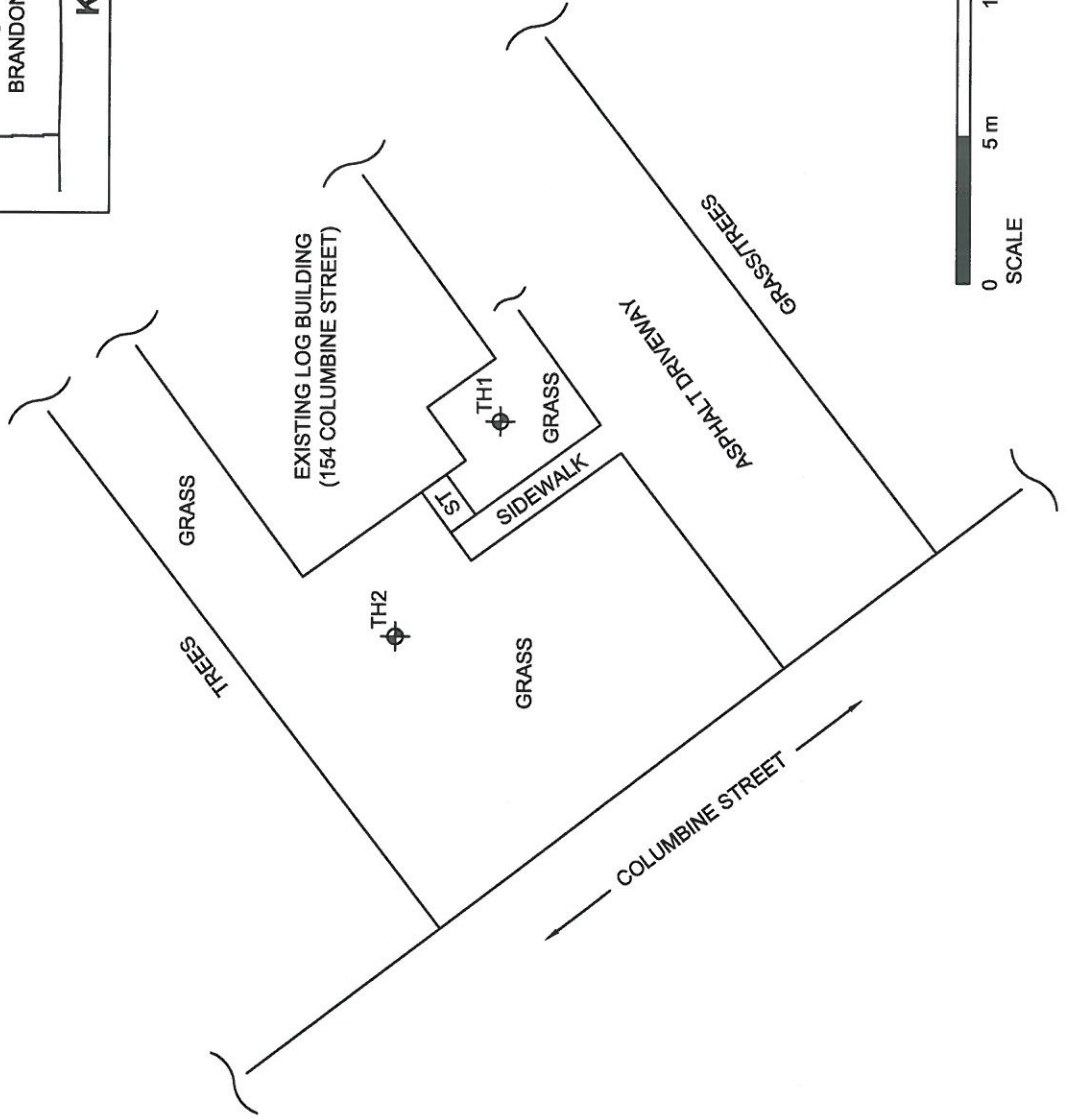 BRANDON
K
EXISTING LOG BUILDING
(154 COLUMBINE STREET)
GRASS
TREES
TH2
TH1
GRASS
ST
SIDEWALK
GRASS
GRASS/TREES
ASPHALT DRIVEWAY
COLUMBINE STREET
0 5 m 1
SCALE